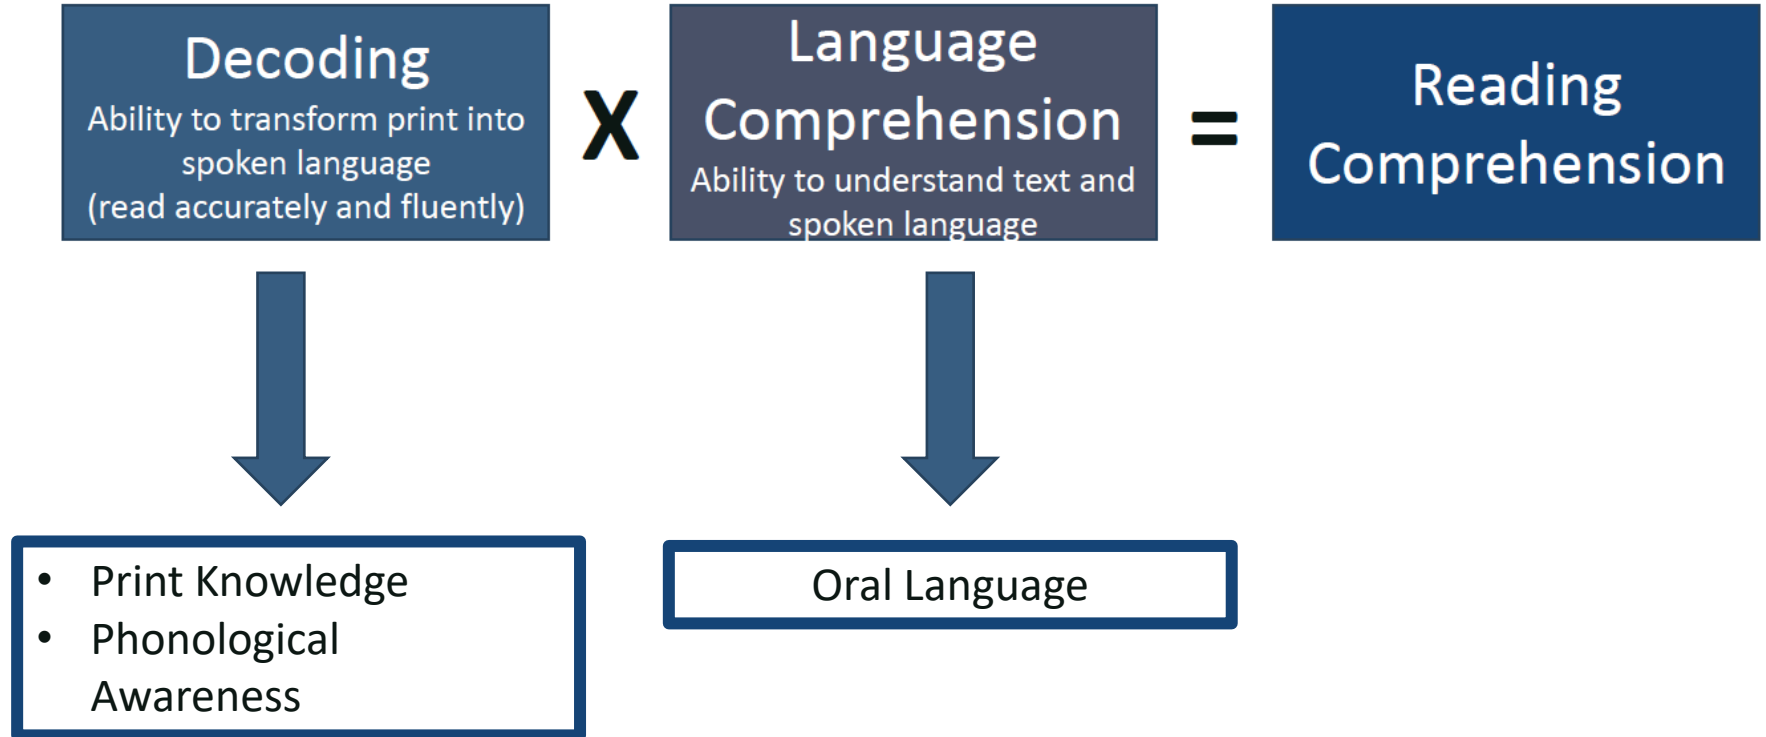 Decoding
Ability to transform print into
spoken language
(read accurately and fluently)
X
Language
Comprehension
Ability to understand text and
spoken language
=
Reading
Comprehension
• Print Knowledge
• Phonological
Awareness
Oral Language